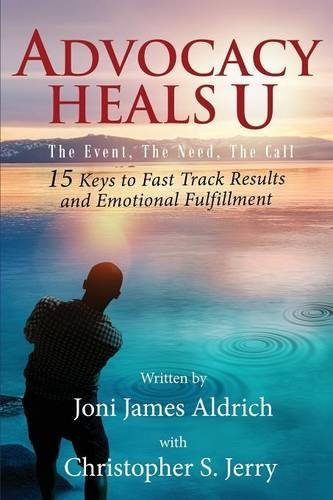 ADVOCACY
HEALS U
The Event, The Need, The Call
15 Keys to Fast Track Results
and Emotional Fulfillment
Written by
Joni James Aldrich
with
Christopher S. Jerry